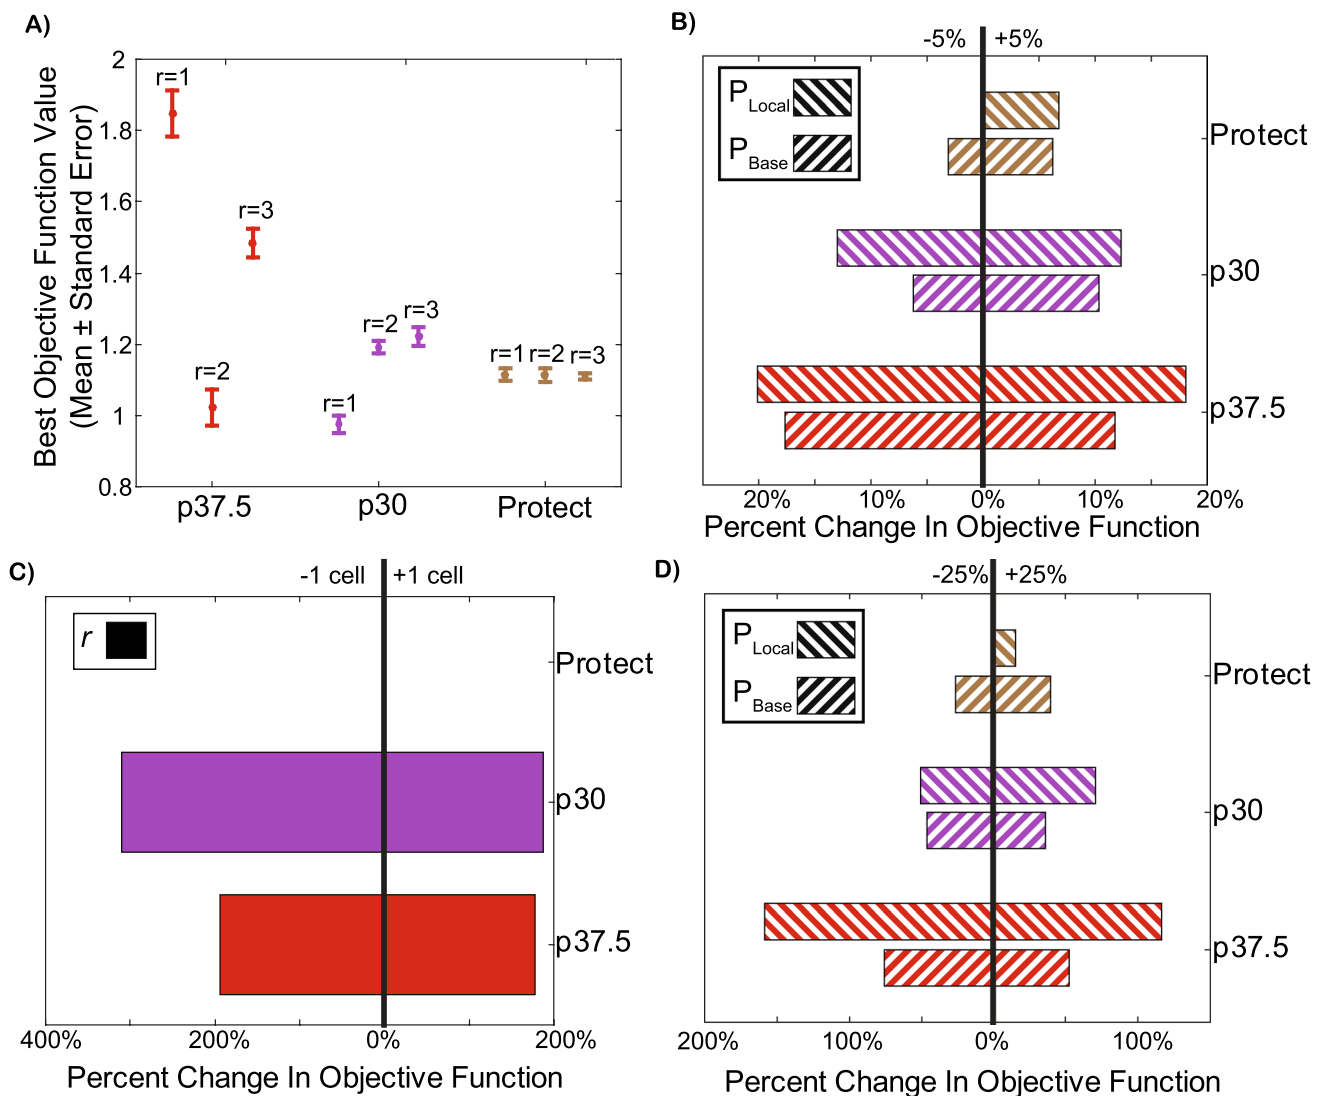 A)
Best Objective Function Value
(Mean ± Standard Error)
2
1.8
1.6
1.4
1.2
1
0.8
r=1
r=2
r=3
r=1
r=2
r=3
r=1 r=2 r=3
p37.5 p30 Protect
B)
-5% +5%
PLocal
PBase
Protect
p30
p37.5
20% 10% 0% 10% 20%
Percent Change In Objective Function
C)
-1 cell +1 cell
r
Protect
p30
p37.5
400% 200% 0% 200%
Percent Change In Objective Function
D)
-25% +25%
PLocal
PBase
Protect
p30
p37.5
200% 100% 0% 100%
Percent Change In Objective Function